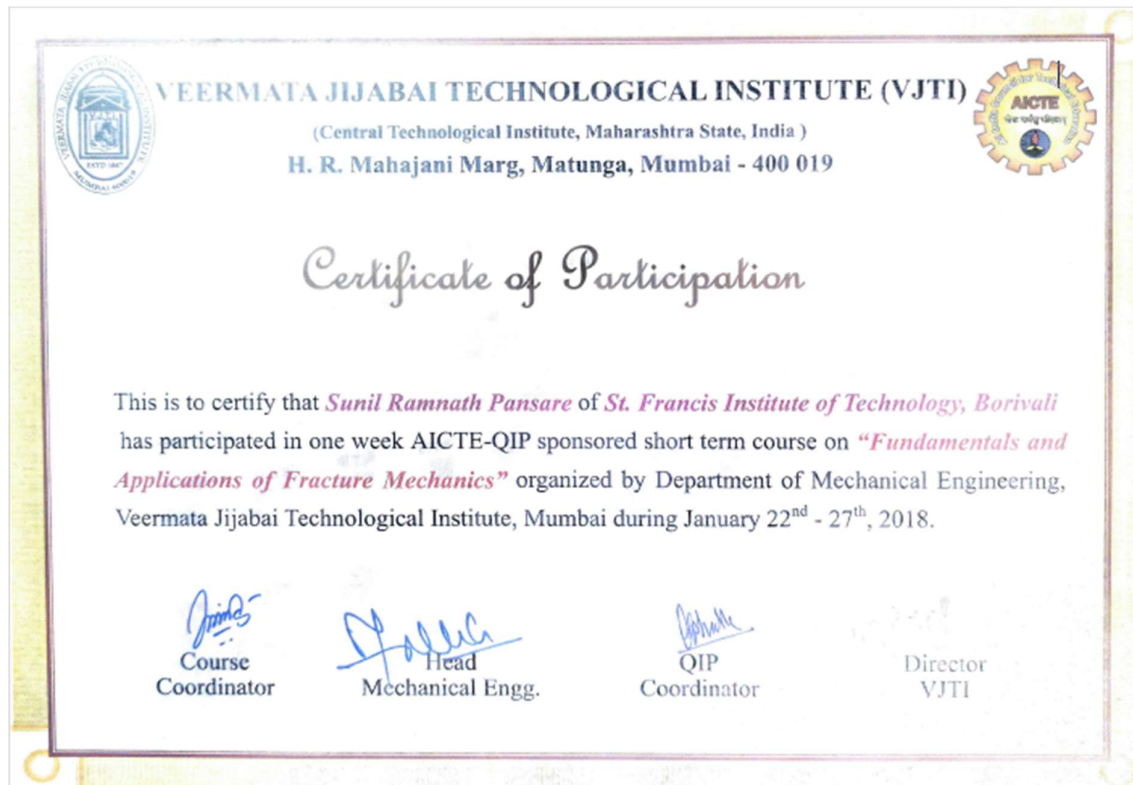 VEERMATA JIJABAI TECHNOLOGICAL INSTITUTE (VJTI)
(Central Technological Institute, Maharashtra State, India )
H. R. Mahajani Marg, Matunga, Mumbai - 400 019
AICTE
Certificate of Participation
This is to certify that Sunil Ramnath Pansare of St. Francis Institute of Technology, Borivali
has participated in one week AICTE-QIP sponsored short term course on “Fundamentals and
Applications of Fracture Mechanics” organized by Department of Mechanical Engineering,
Veermata Jijabai Technological Institute, Mumbai during January 22nd - 27th, 2018.
Course
Coordinator
Head
Mechanical Engg.
QIP
Coordinator
Director
VJTI